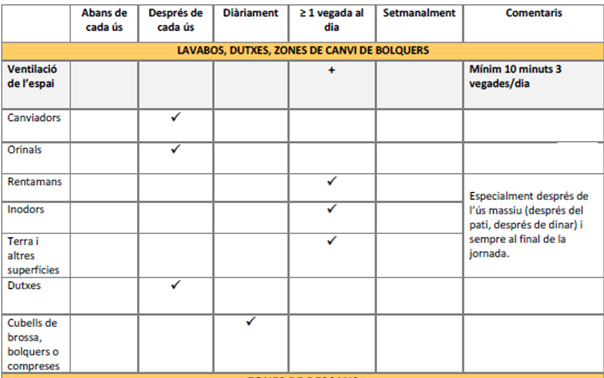 Abans de cada ús
Després de cada ús
Diàriament
≥ 1 vegada al dia
Setmanalment
Comentaris
LAVABOS, DUTXES, ZONES DE CANVI DE BOLQUERS
Ventilació de l'espai
+
Mínim 10 minuts 3 vegades/dia
Canviadors
✓
Orinals
✓
Rentamans
✓
Inodors
✓
Terra i altres superfícies
✓
Especialment després de
l'ús massiu (després del
pati, després de dinar) i
sempre al final de la
jornada.
Dutxes
✓
Cubells de brossa, bolquers o compreses
✓